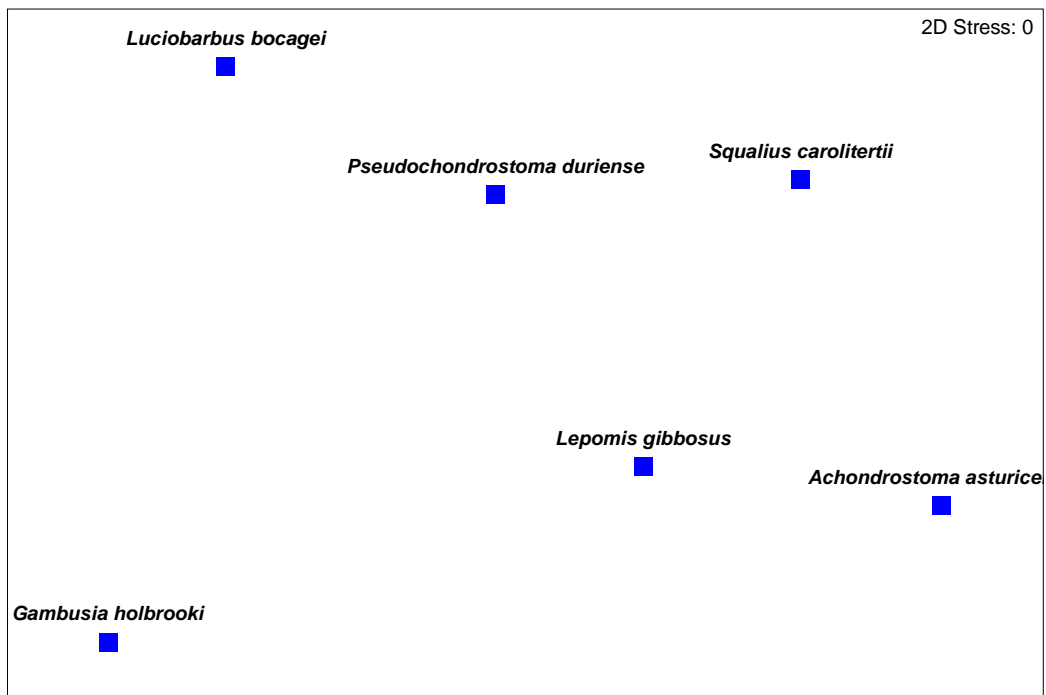 2D Stress: 0
Luciobarbus bocagei
Squalius carolitertii
Pseudochondrostoma duriense
Lepomis gibbosus
Achondrostoma asturice
Gambusia holbrooki